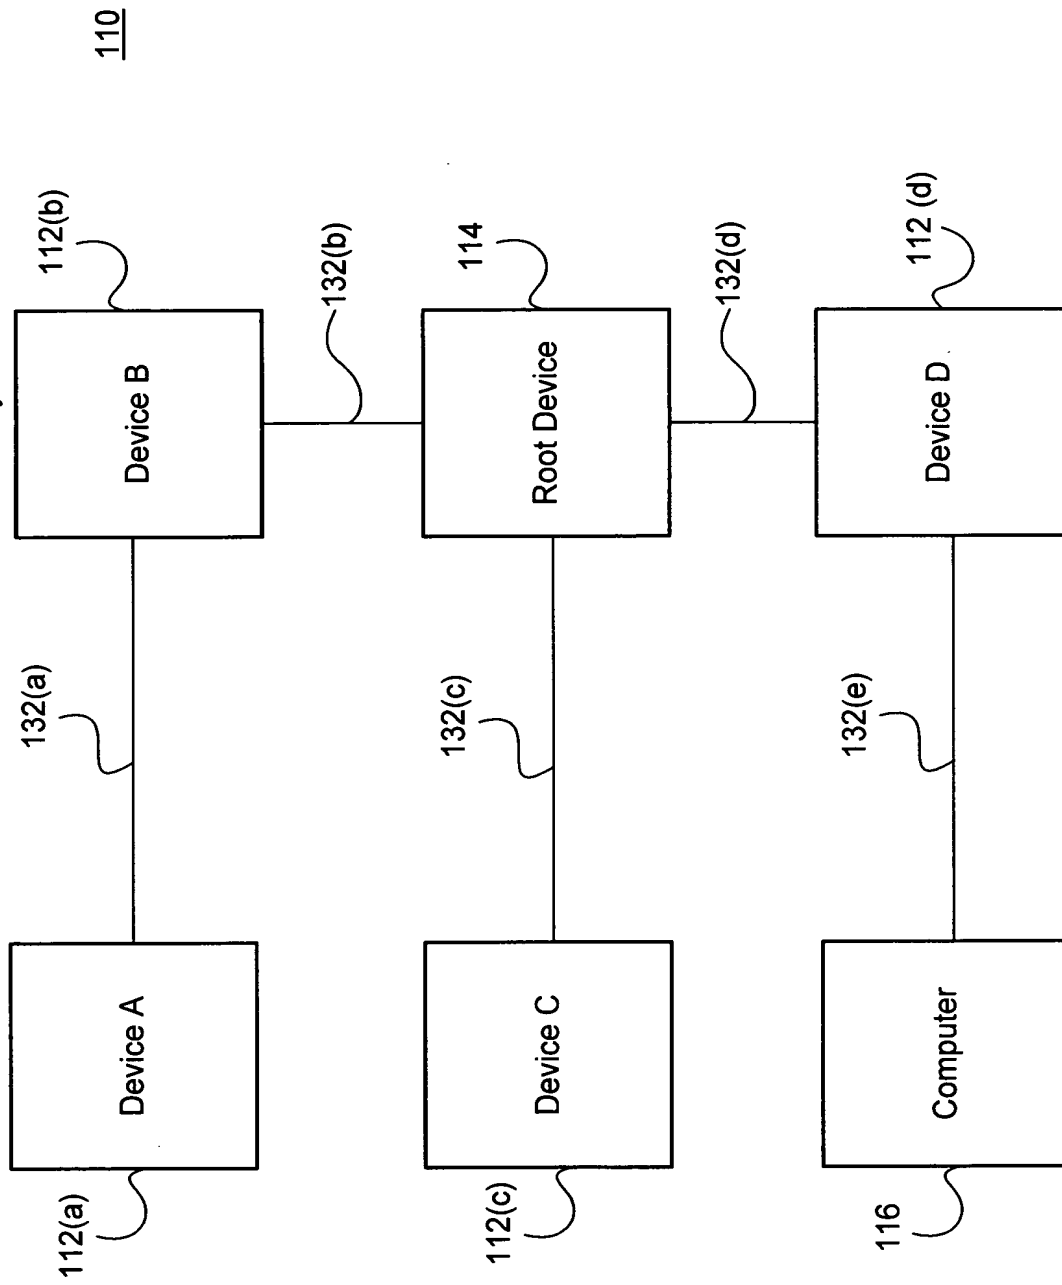 110
112(b)
Device B
132(b)
114
Root Device
132(d)
112 (d)
Device D
132(a)
132(c)
132(e)
Device A
112(a)
Device C
112(c)
Computer
116